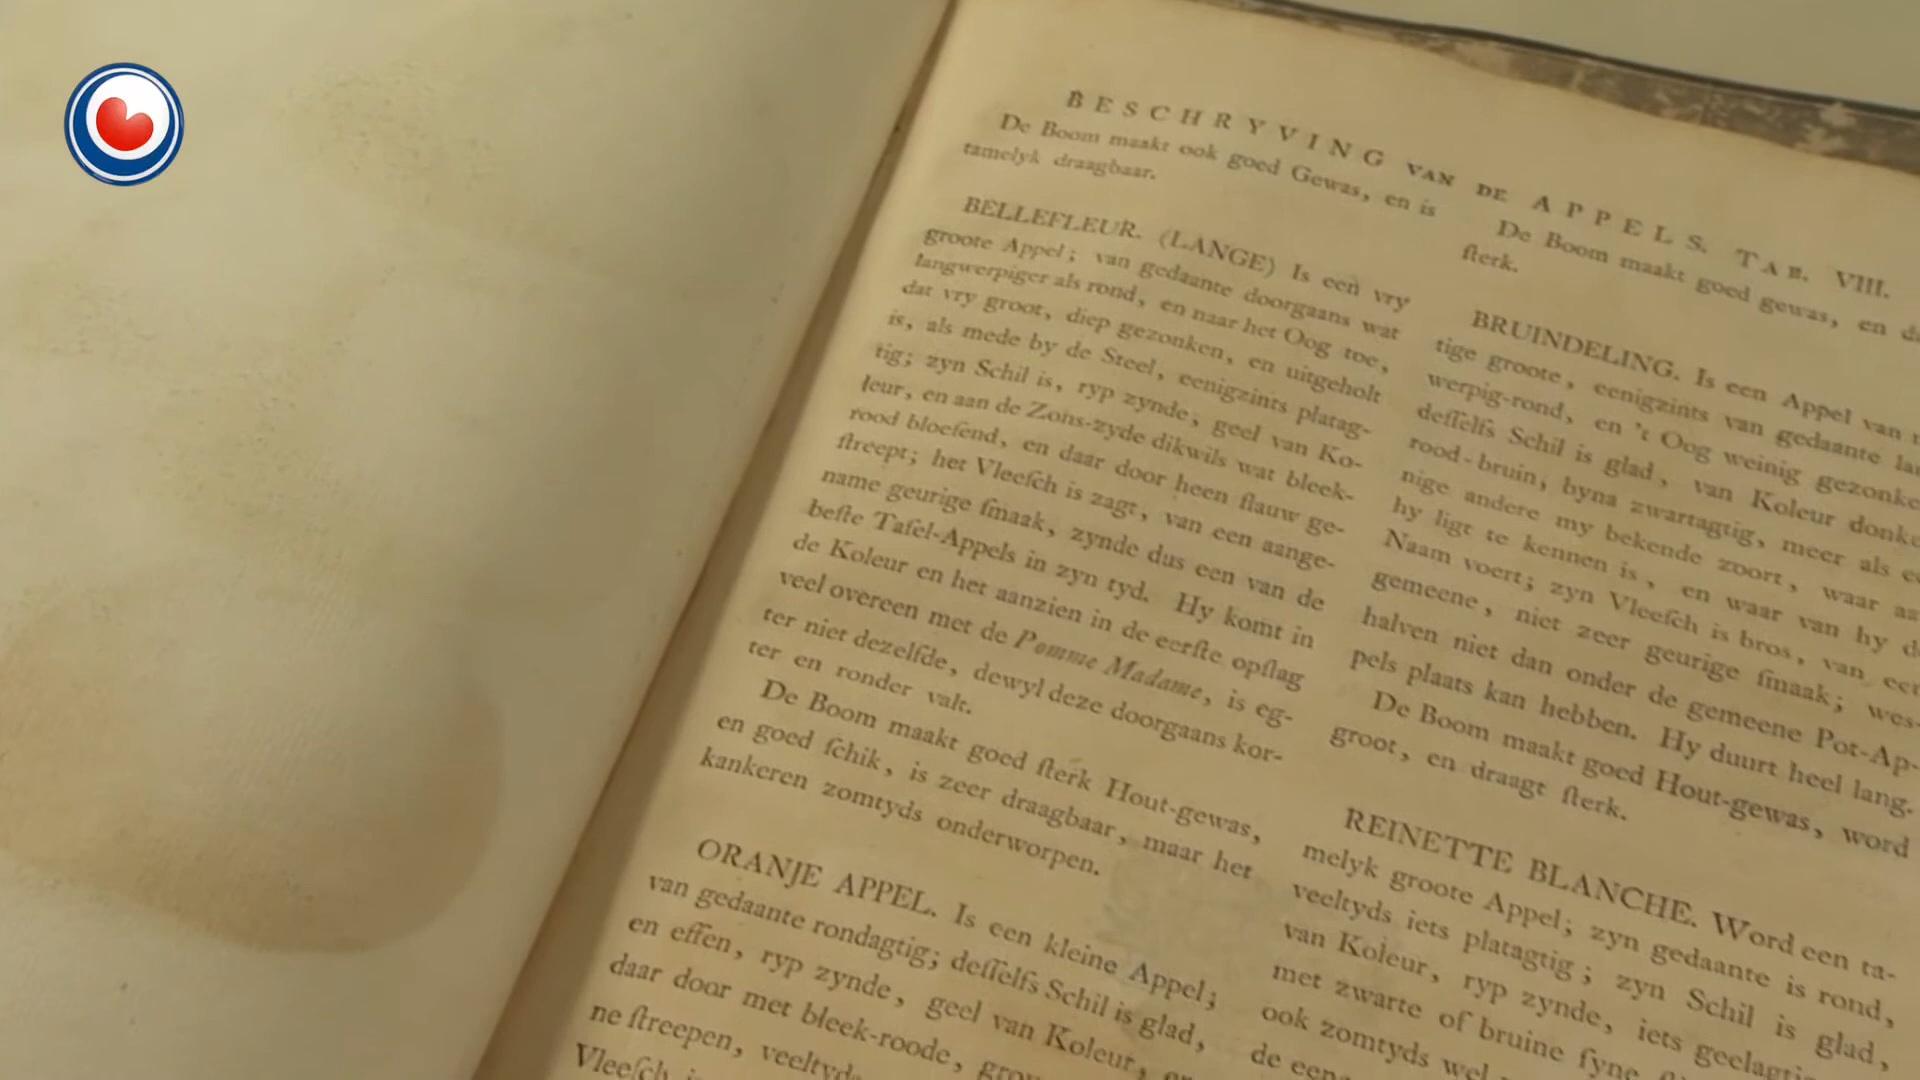 BESCHRYVING VAN DE APPELS. TAB. VIII.
De Boom maakt ook goed Gewas, en is
tamelyk draagbaar.
BELLEFLEUR. (LANGE) Is een vry
groote Appel; van gedaante doorgaans wat
langwerpiger als rond, en naar het Oog toe,
dat vry groot, diep gezonken, en uitgeholt
is, als mede by de Steel, eenigzints platag-
tig; zyn Schil is, ryp zynde, geel van Ko-
leur, en aan de Zons-zyde dikwils wat bleek-
rood bloeſend, en daar door heen flauw ge-
ſtreept; het Vleeſch is zagt, van een aange-
name geurige ſmaak, zynde dus een van de
beſte Tafel-Appels in zyn tyd. Hy komt in
de Koleur en het aanzien in de eerſte opſlag
veel overeen met de Pomme Madame, is eg-
ter niet dezelfde, dewyl deze doorgaans kor-
ter en ronder valt.
De Boom maakt goed ſterk Hout-gewas,
en goed ſchik, is zeer draagbaar, maar het
kankeren zomtyds onderworpen.
ORANJE APPEL. Is een kleine Appel;
van gedaante rondagtig; deſſelfs Schil is glad,
en effen, ryp zynde, geel van Koleur,
daar door met bleek-roode,
ne ſtreepen,
Vleeſch
De Boom maakt goed gewas, en
ſterk.
BRUINDELING. Is een Appel van
tige groote, eenigzints van gedaante
werpig-rond, en 't Oog weinig
deſſelfs Schil is glad, van Koleur
rood-bruin, byna zwartagtig, meer als
nige andere my bekende zoort, waar
hy ligt te kennen is, en waar van hy
Naam voert; zyn Vleeſch is bros, van
gemeene, niet zeer geurige ſmaak; wes-
halven niet dan onder de gemeene Pot-Ap-
pels plaats kan hebben. Hy duurt heel lang.
De Boom maakt goed Hout-gewas, word
groot, en draagt ſterk.
REINETTE BLANCHE. Word een ta-
melyk groote Appel; zyn gedaante is rond,
veeltyds iets platagtig; zyn Schil is glad,
van Koleur, ryp zynde, iets
met zwarte of bruine fyne
ook zomtyds wel
de